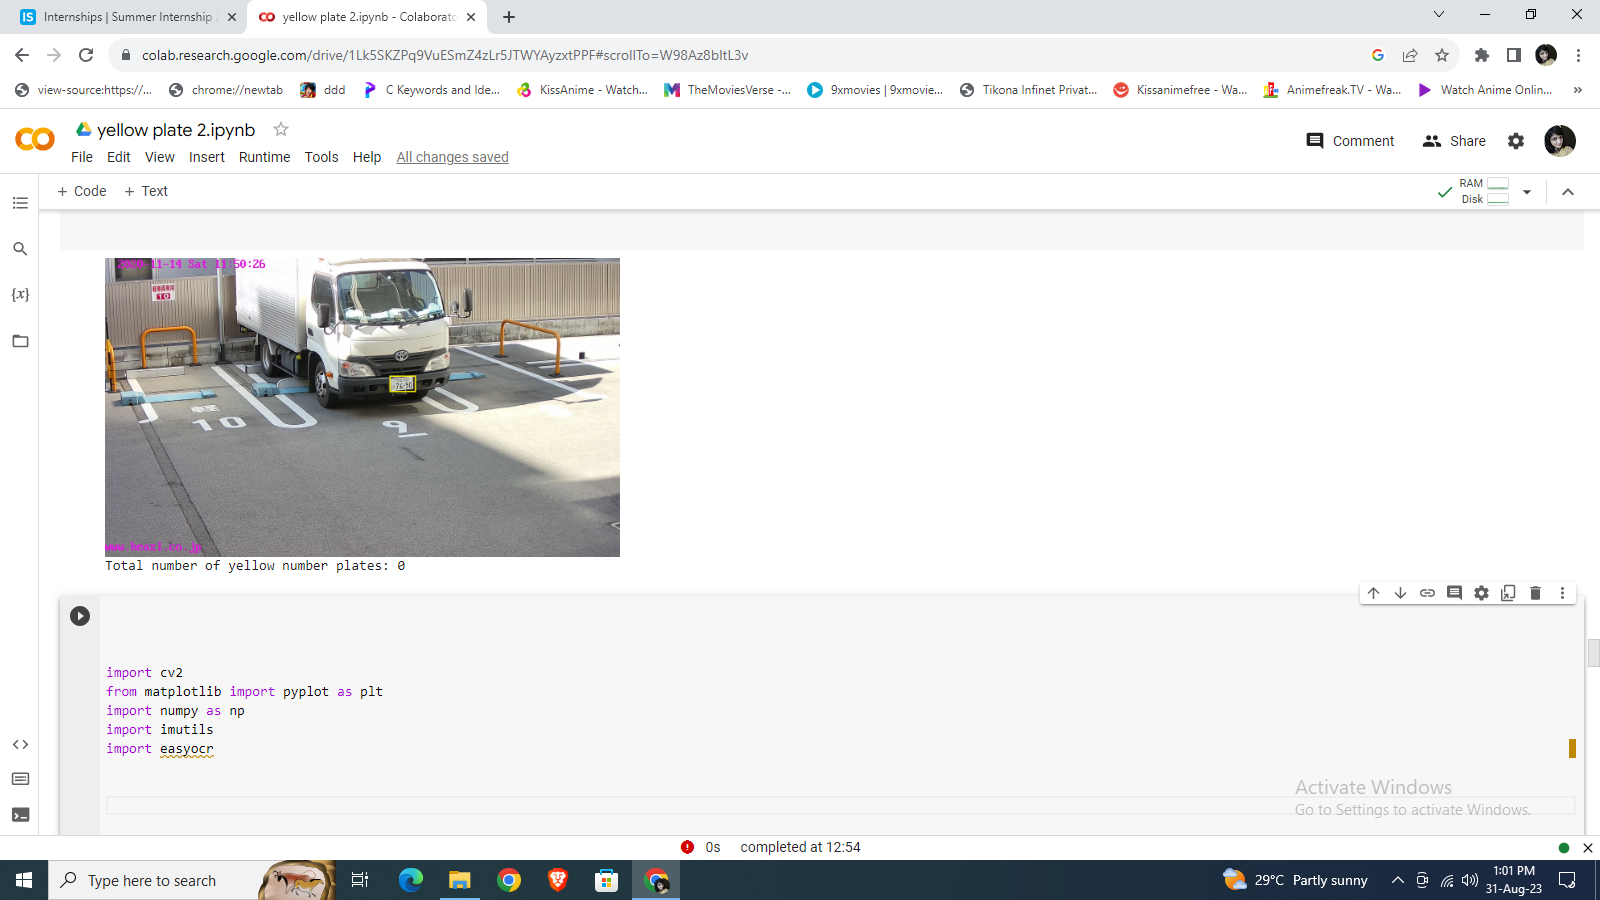 Internships | Summer Internship
yellow plate 2.ipynb - Colaborato
colab.research.google.com/drive/1Lk5SKZPq9VuESmZ4zLr5JTWYAyzxtPPF#scrollTo=W98Az8bItL3v
view-source:https://...
chrome://newtab
ddd
C Keywords and Ide...
KissAnime - Watch...
TheMoviesVerse -...
9xmovies | 9xmovie...
Tikona Infinet Privat...
Kissanimefree - Wa...
Animefreak.TV - Wa...
Watch Anime Onlin...
»
CO
yellow plate 2.ipynb
File Edit View Insert Runtime Tools Help All changes saved
Comment
Share
+ Code + Text
RAM
Disk
{x}
11-14 Sat 11:50:26
10
軽
10
9
76-90
Total number of yellow number plates: 0
import cv2
from matplotlib import pyplot as plt
import numpy as np
import imutils
import easyocr
Activate Windows
Go to Settings to activate Windows.
0s completed at 12:54
Type here to search
29°C Partly sunny
1:01 PM
31-Aug-23